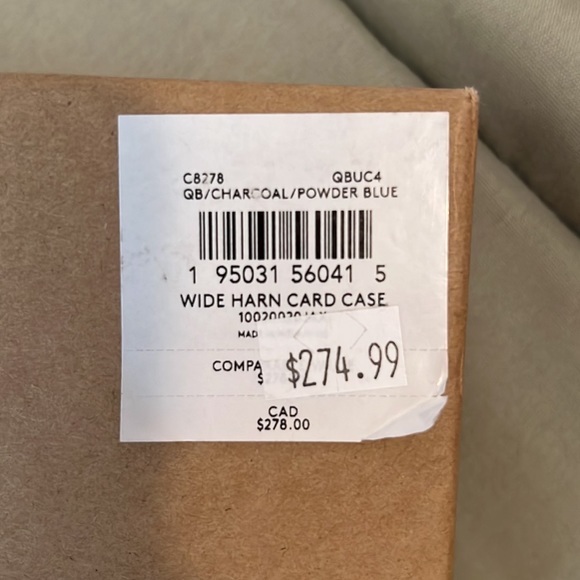 C8278 QBUC4
QB/CHARCOAL/POWDER BLUE
1 95031 56041 5
WIDE HARN CARD CASE
COMPA
$274.99
$
CAD
$278.00